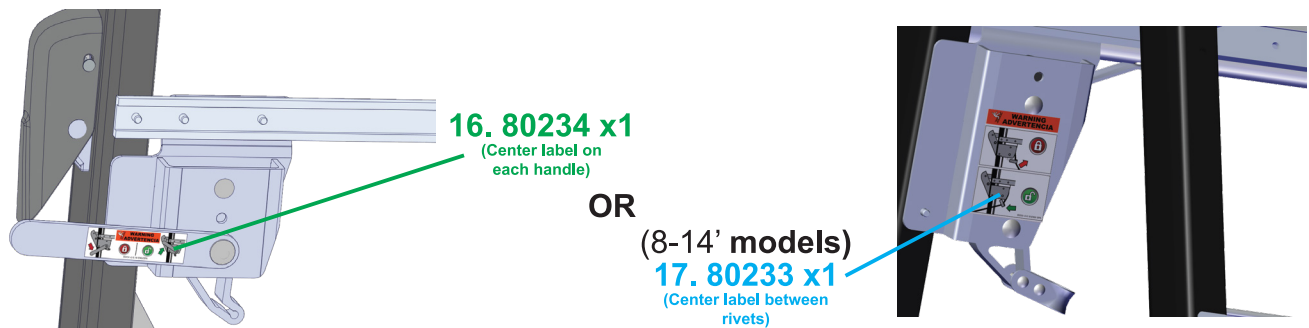 16. 80234 x1
(Center label on
each handle)
WARNING
ADVERTENCIA
OR
(8-14’ models)
17. 80233 x1
(Center label between
rivets)
WARNING
ADVERTENCIA